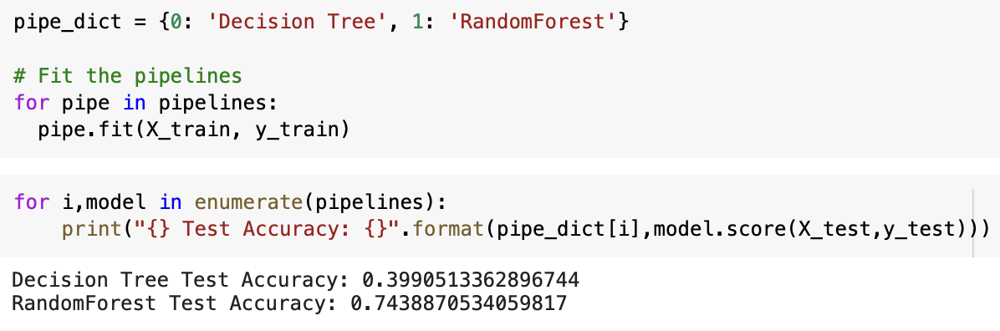 pipe_dict = {0: 'Decision Tree', 1: 'RandomForest'}
# Fit the pipelines
for pipe in pipelines:
  pipe.fit(X_train, y_train)
for i,model in enumerate(pipelines):
    print("{} Test Accuracy: {}".format(pipe_dict[i],model.score(X_test,y_test)))
Decision Tree Test Accuracy: 0.3990513362896744
RandomForest Test Accuracy: 0.7438870534059817